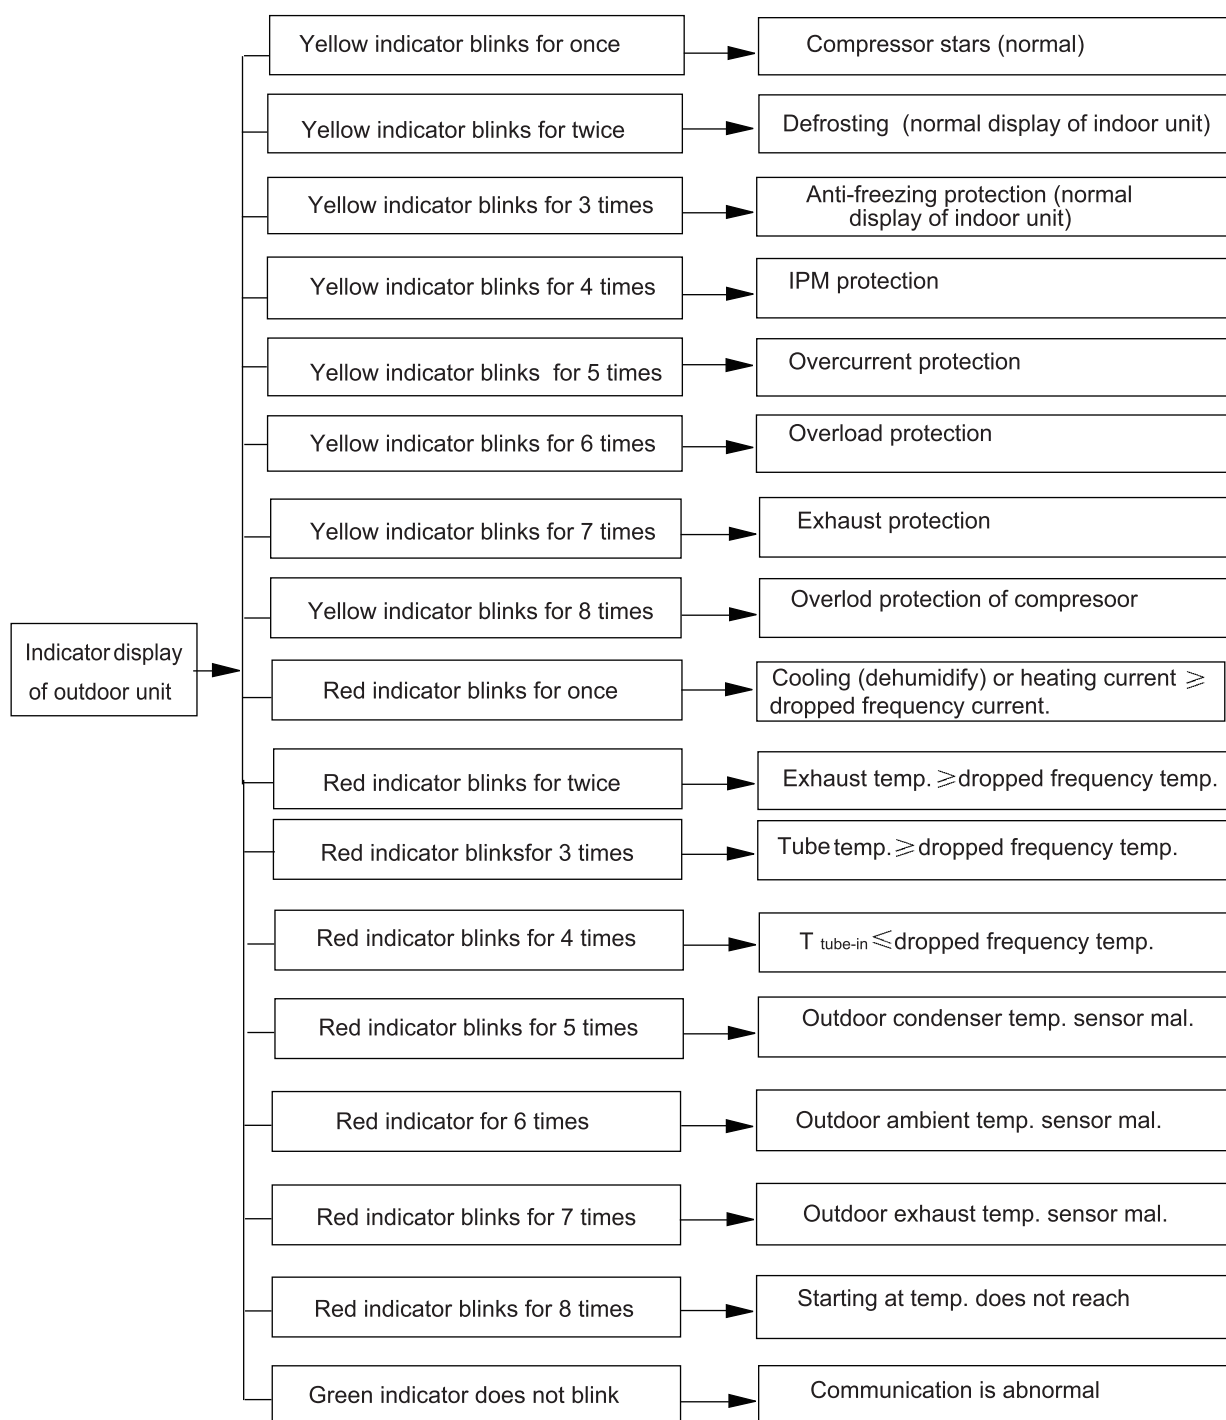 Indicator display
of outdoor unit
Yellow indicator blinks for once
Compressor stars (normal)
Yellow indicator blinks for twice
Defrosting (normal display of indoor unit)
Yellow indicator blinks for 3 times
Anti-freezing protection (normal
display of indoor unit)
Yellow indicator blinks for 4 times
IPM protection
Yellow indicator blinks for 5 times
Overcurrent protection
Yellow indicator blinks for 6 times
Overload protection
Yellow indicator blinks for 7 times
Exhaust protection
Yellow indicator blinks for 8 times
Overlod protection of compresoor
Red indicator blinks for once
Cooling (dehumidify) or heating current ≥
dropped frequency current.
Red indicator blinks for twice
Exhaust temp. ≥dropped frequency temp.
Red indicator blinksfor 3 times
Tube temp. ≥dropped frequency temp.
Red indicator blinks for 4 times
T tube-in ≤dropped frequency temp.
Red indicator blinks for 5 times
Outdoor condenser temp. sensor mal.
Red indicator for 6 times
Outdoor ambient temp. sensor mal.
Red indicator blinks for 7 times
Outdoor exhaust temp. sensor mal.
Red indicator blinks for 8 times
Starting at temp. does not reach
Green indicator does not blink
Communication is abnormal